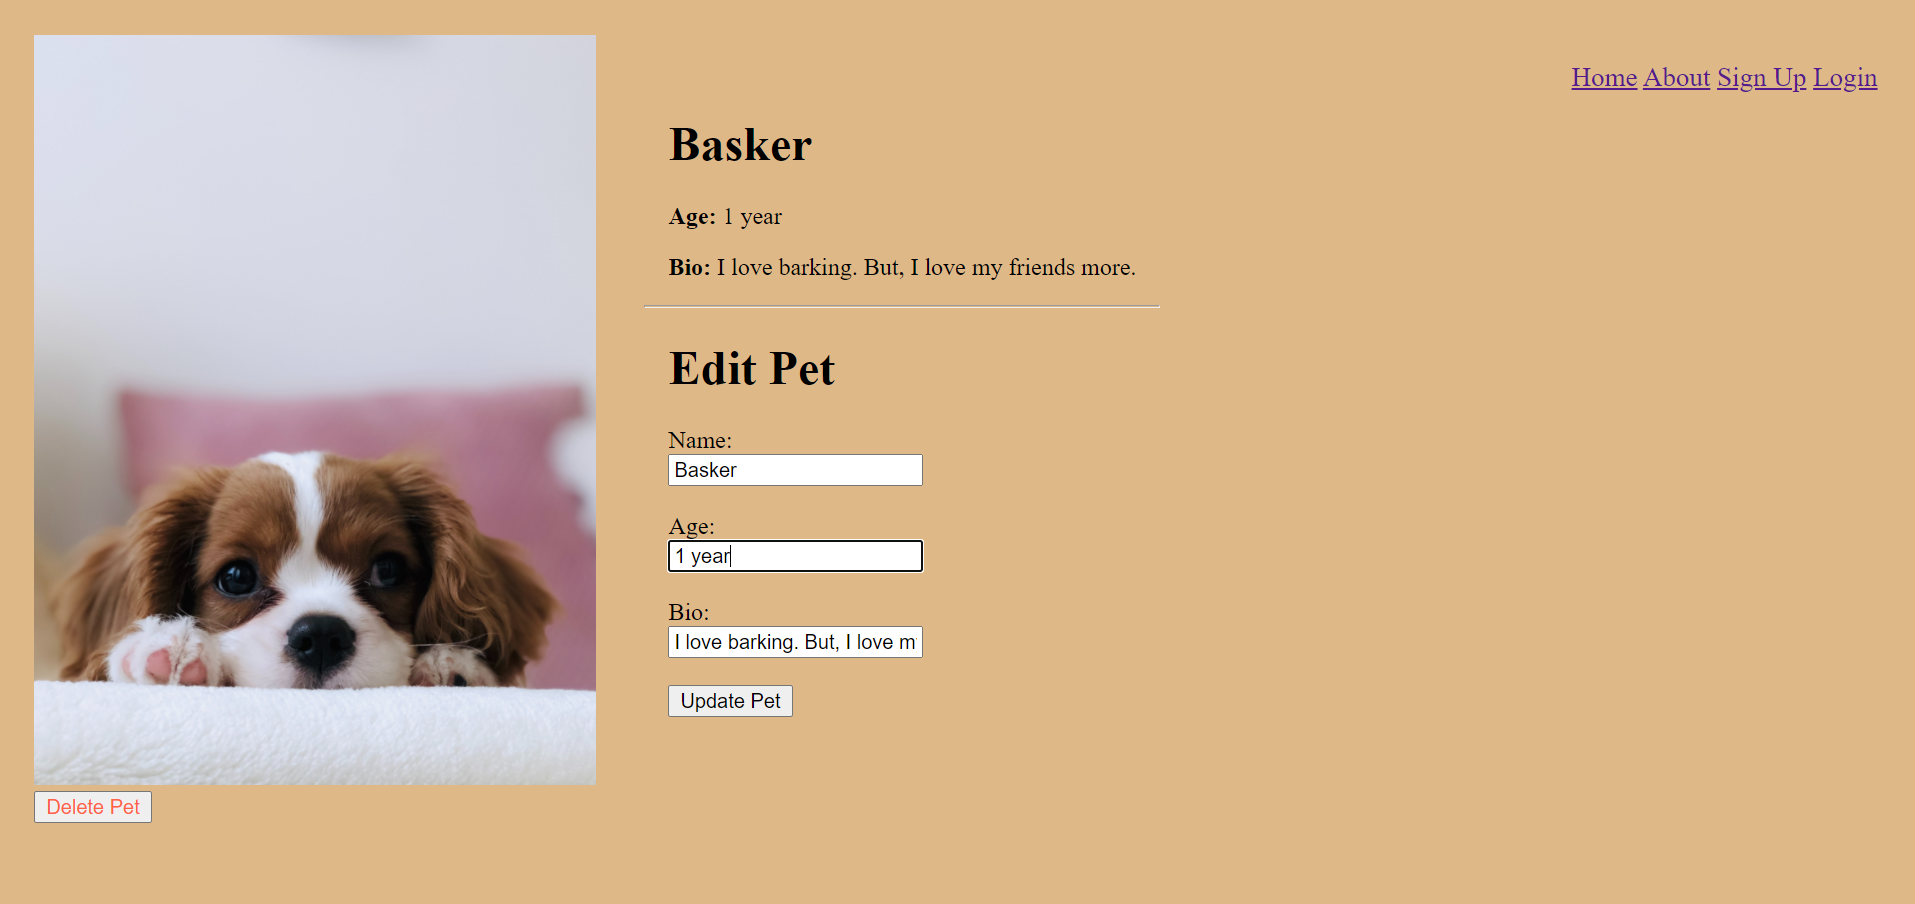 Home About Sign Up Login
Basker
Age: 1 year
Bio: I love barking. But, I love my friends more.
Edit Pet
Name:
Basker
Age:
1 year
Bio:
I love barking. But, I love m
Update Pet
Delete Pet